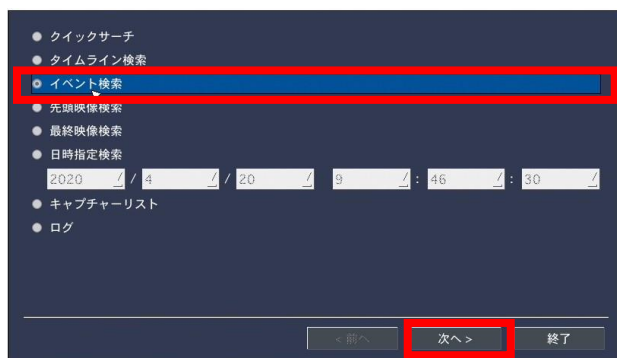 クイックサーチ
タイムライン検索
イベント検索
先頭映像検索
最終映像検索
日時指定検索
2020 / 4 / 20 9 : 46 : 30
キャプチャーリスト
ログ
< 前へ 次へ > 終了